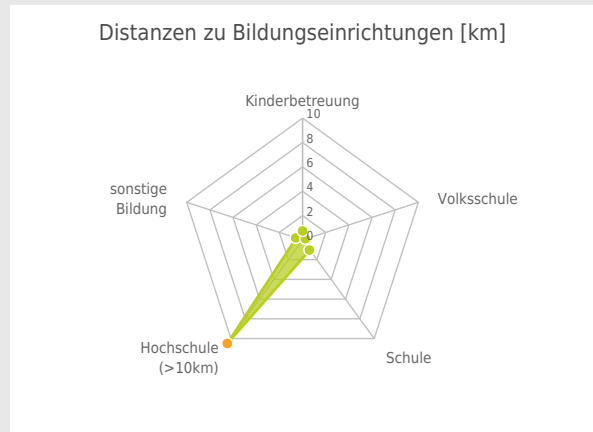 Distanzen zu Bildungseinrichtungen [km]
Kinderbetreuung
10
8
6
4
2
0
Volksschule
sonstige
Bildung
Hochschule
(>10km)
Schule